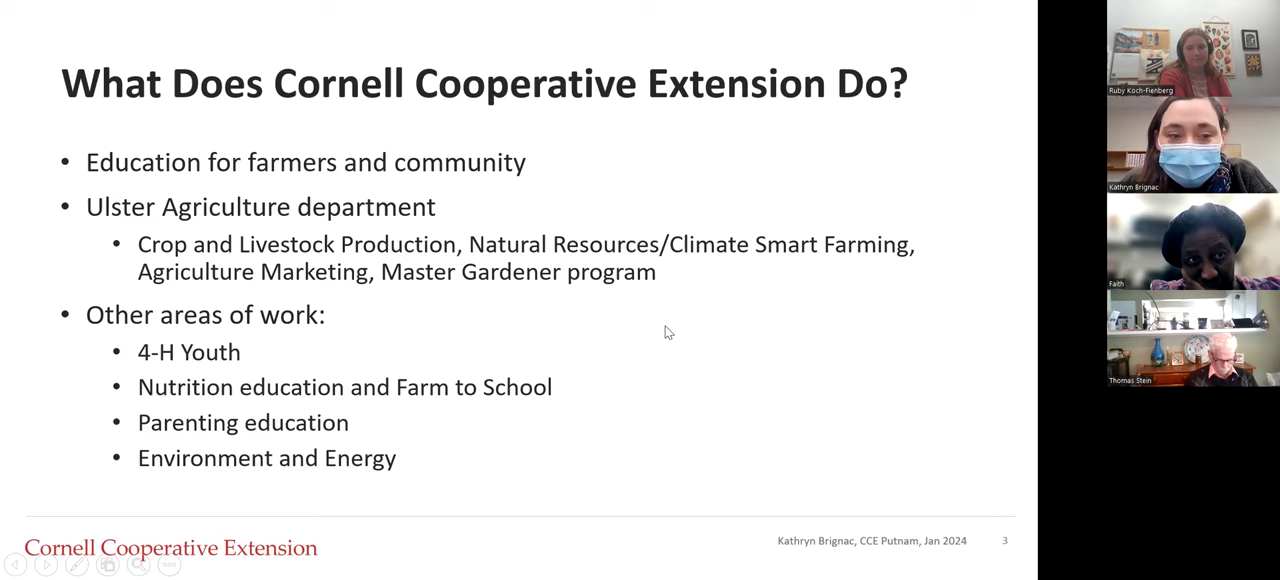 What Does Cornell Cooperative Extension Do?
• Education for farmers and community
• Ulster Agriculture department
• Crop and Livestock Production, Natural Resources/Climate Smart Farming,
Agriculture Marketing, Master Gardener program
• Other areas of work:
• 4-H Youth
• Nutrition education and Farm to School
• Parenting education
• Environment and Energy
Cornell Cooperative Extension
Kathryn Brignac, CCE Putnam, Jan 2024
3
Ruby Koch-Fienberg
Kathryn Brignac
Faith
Thomas Stein